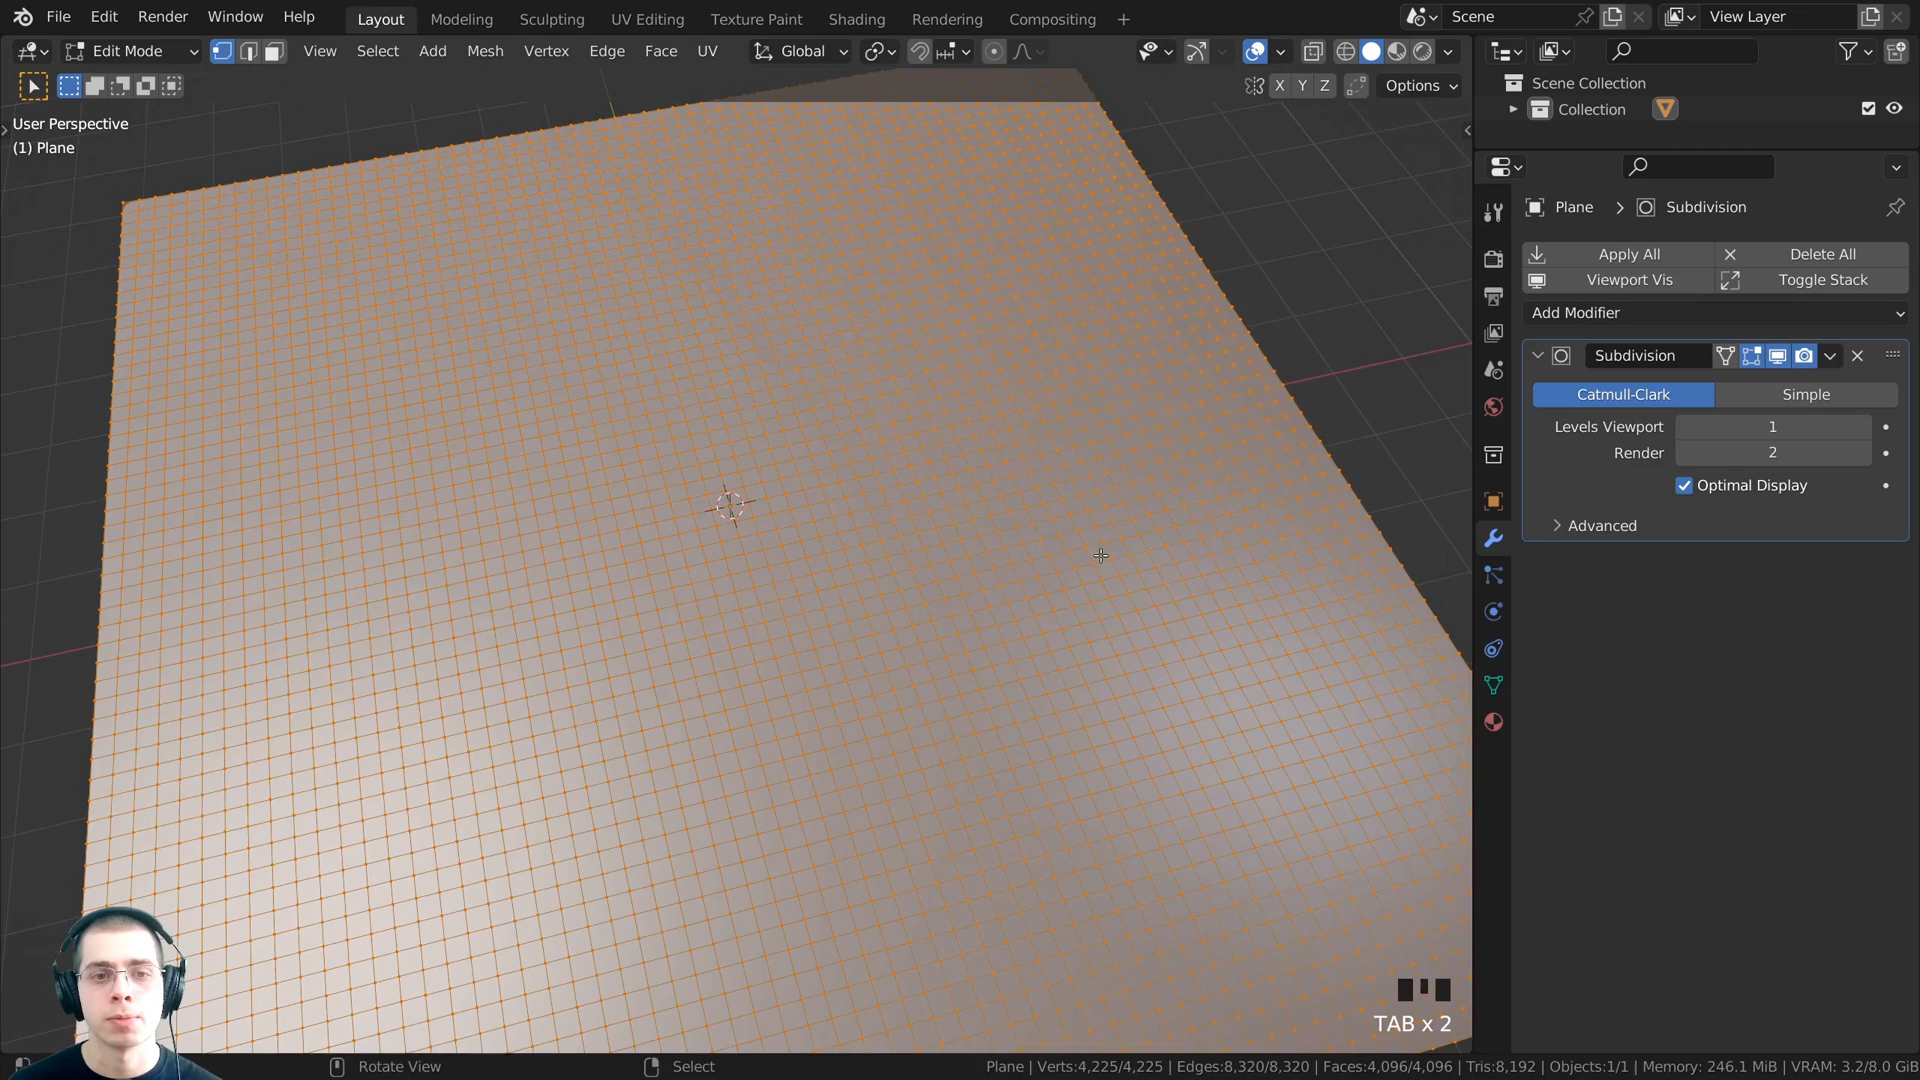 File Edit Render Window Help Layout Modeling Sculpting UV Editing Texture Paint Shading Rendering Compositing + Scene View Layer
Edit Mode View Select Add Mesh Vertex Edge Face UV Global
X Y Z Options
User Perspective
(1) Plane
Scene Collection
Collection
Plane > Subdivision
Apply All Delete All
Viewport Vis Toggle Stack
Add Modifier
Subdivision
Catmull-Clark Simple
Levels Viewport 1
Render 2
Optimal Display
Advanced
TAB x 2
Rotate View Select Plane | Verts:4,225/4,225 | Edges:8,320/8,320 | Faces:4,096/4,096 | Tris:8,192 | Objects:1/1 | Memory: 246.1 MiB | VRAM: 3.2/8.0 GiB